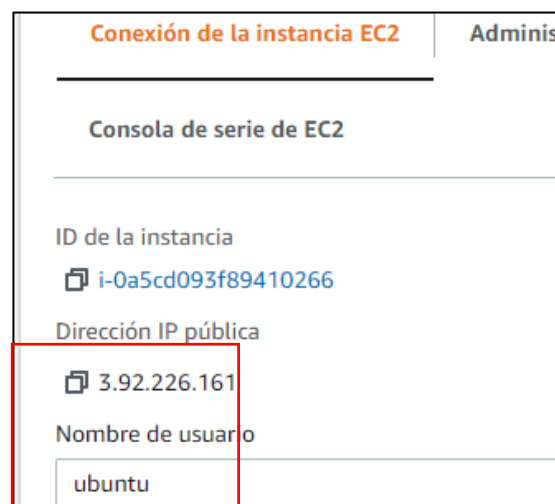 Conexión de la instancia EC2
Consola de serie de EC2
ID de la instancia
i-0a5cd093f89410266
Dirección IP pública
3.92.226.161
Nombre de usuario
ubuntu